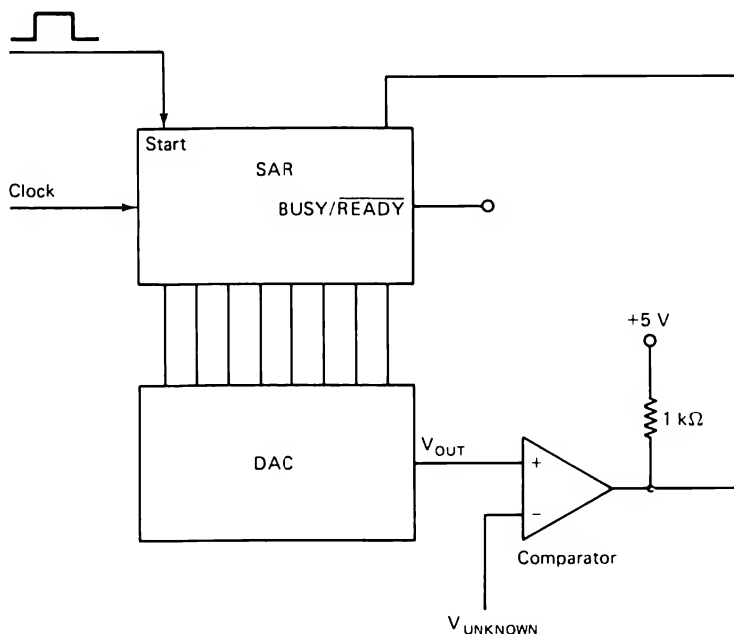 Start
SAR
Clock
BUSY/READY
+5 V
1 kΩ
V_OUT
DAC
+
−
Comparator
V_UNKNOWN